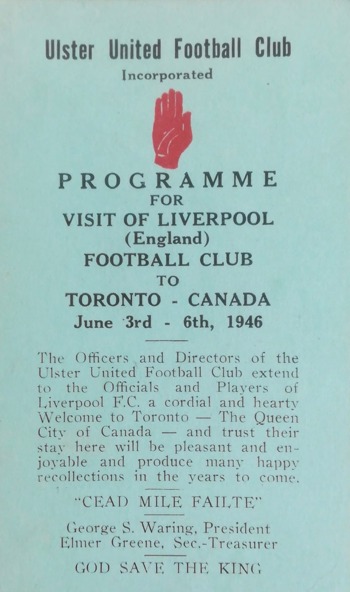 Ulster United Football Club
Incorporated
PROGRAMME
FOR
VISIT OF LIVERPOOL
(England)
FOOTBALL CLUB
TO
TORONTO - CANADA
June 3rd - 6th, 1946
The Officers and Directors of the
Ulster United Football Club extend
to the Officials and Players of
Liverpool F.C. a cordial and hearty
Welcome to Toronto — The Queen
City of Canada — and trust their
stay here will be pleasant and en-
joyable and produce many happy
recollections in the years to come.
"CEAD MILE FAILTE"
George S. Waring, President
Elmer Greene, Sec.-Treasurer
GOD SAVE THE KING